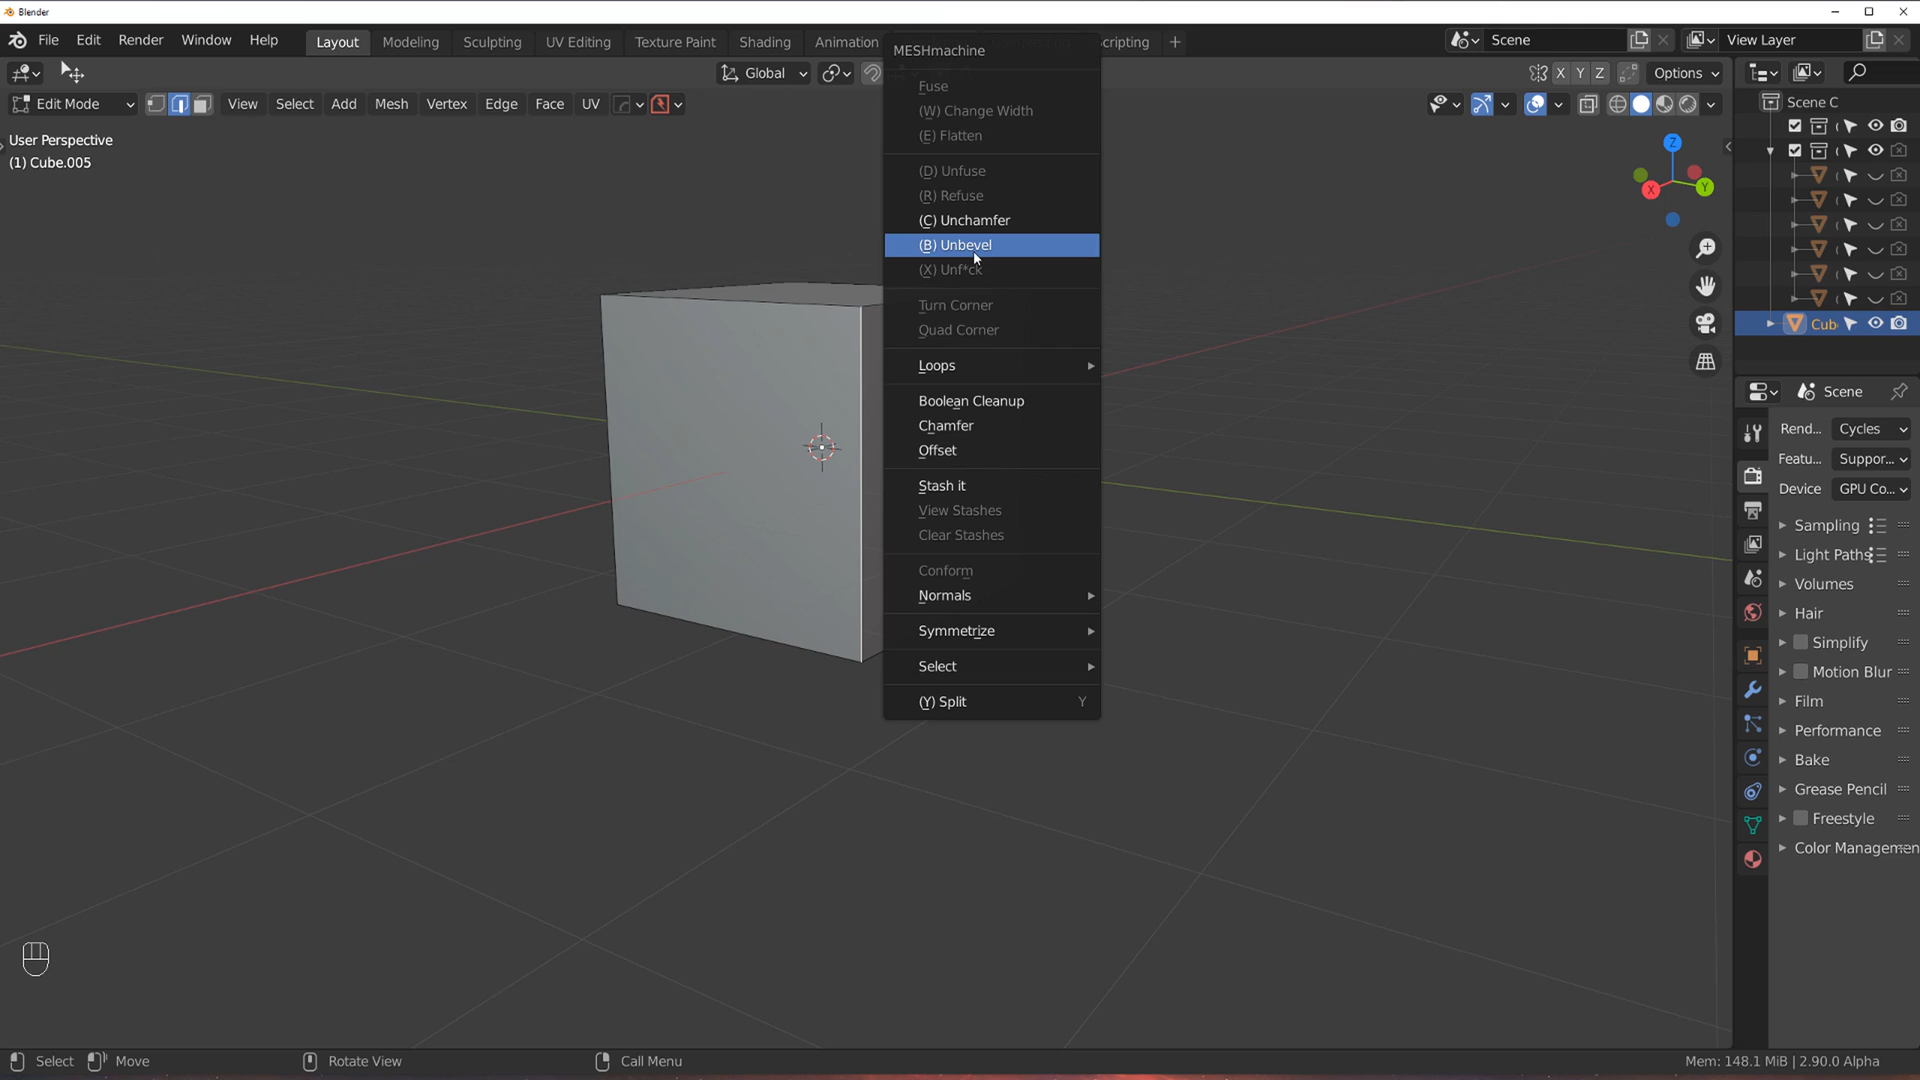 Blender
File Edit Render Window Help Layout Modeling Sculpting UV Editing Texture Paint Shading Animation cripting + Scene View Layer
Global X Y Z Options
Edit Mode View Select Add Mesh Vertex Edge Face UV
User Perspective
(1) Cube.005
MESHmachine
Fuse
(W) Change Width
(E) Flatten
(D) Unfuse
(R) Refuse
(C) Unchamfer
(B) Unbevel
(X) Unf*ck
Turn Corner
Quad Corner
Loops
Boolean Cleanup
Chamfer
Offset
Stash it
View Stashes
Clear Stashes
Conform
Normals
Symmetrize
Select
(Y) Split Y
Z
X Y
Scene C
Cub
Scene
Rend... Cycles
Featu... Suppor...
Device GPU Co...
Sampling
Light Paths
Volumes
Hair
Simplify
Motion Blur
Film
Performance
Bake
Grease Pencil
Freestyle
Color Managemen
Select Move Rotate View Call Menu Mem: 148.1 MiB | 2.90.0 Alpha